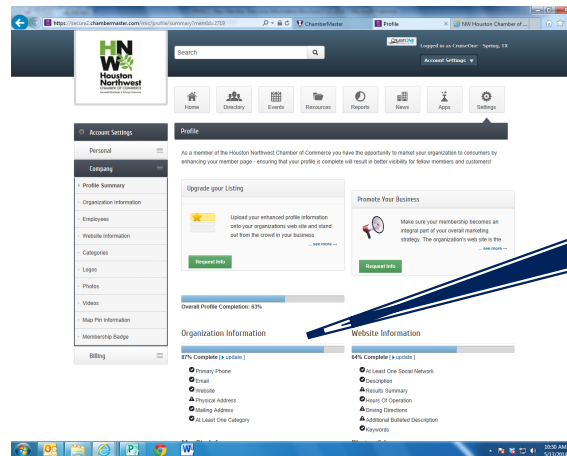 https://secure2.chambermaster.com/mic/profile/summary?memid=2719
ChamberMaster
Profile
NW Houston Chamber of ...
HNW
Houston
Northwest
CHAMBER OF COMMERCE
Search
CruiseOne
Logged in as CruiseOne - Spring, TX
Account Settings
Home
Directory
Events
Resources
Reports
News
Apps
Settings
Account Settings
Personal
Company
Profile Summary
Organization Information
Employees
Website Information
Categories
Logos
Photos
Videos
Map Pin Information
Membership Badge
Billing
Profile
As a member of the Houston Northwest Chamber of Commerce you have the opportunity to market your organization to consumers by
enhancing your member page - ensuring that your profile is complete will result in better visibility for fellow members and customers!
Upgrade your Listing
Upload your enhanced profile information
onto your organizations web site and stand
out from the crowd in your business
... see more
Request Info
Promote Your Business
Make sure your membership becomes an
integral part of your overall marketing
strategy. The organization's web site is the
... see more
Request Info
Overall Profile Completion: 63%
Organization Information
87% Complete [ update ]
Primary Phone
Email
Website
Physical Address
Mailing Address
At Least One Category
Website Information
64% Complete [ update ]
At Least One Social Network
Description
Results Summary
Hours Of Operation
Driving Directions
Additional Bulleted Description
Keywords
10:50 AM
5/13/2014